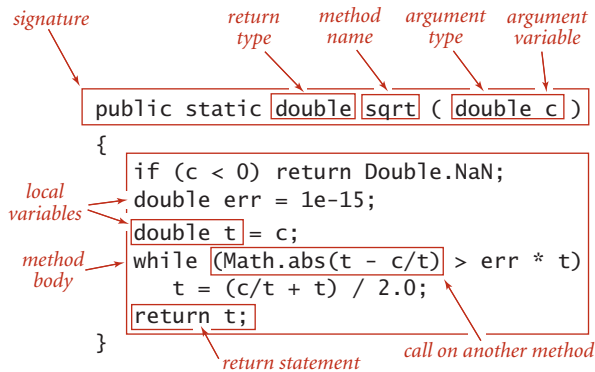 signature
return type
method name
argument type
argument variable
public static double sqrt ( double c )
{
if (c < 0) return Double.NaN;
double err = 1e-15;
local variables
double t = c;
method body
while (Math.abs(t - c/t) > err * t)
t = (c/t + t) / 2.0;
return t;
}
return statement
call on another method